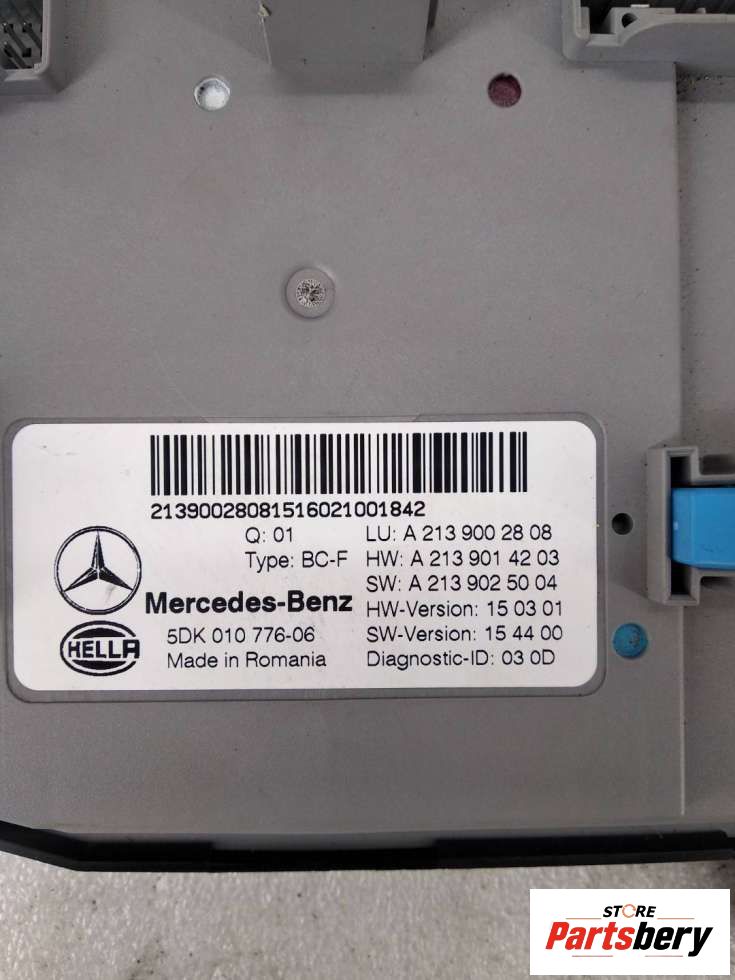 21390028081516021001842
Q: 01
Type: BC-F
LU: A 213 900 28 08
HW: A 213 901 42 03
SW: A 213 902 50 04
HW-Version: 15 03 01
SW-Version: 15 44 00
Diagnostic-ID: 03 0D
Mercedes-Benz
HELLA
5DK 010 776-06
Made in Romania
STORE
Partsbery